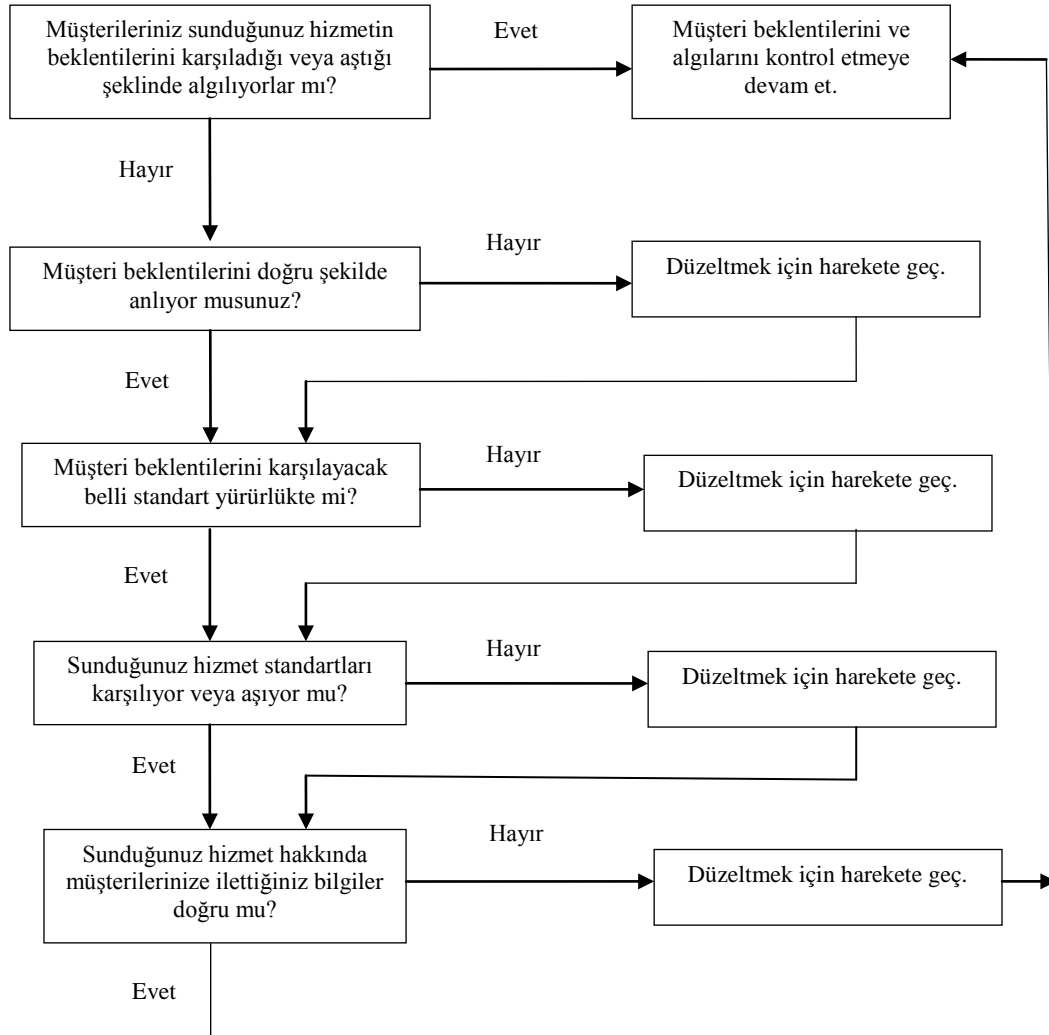 Müşterileriniz sunduğunuz hizmetin
beklentilerini karşıladığı veya aştığı
şeklinde algılıyorlar mı?
Evet
Müşteri beklentilerini ve
algılarını kontrol etmeye
devam et.
Hayır
Müşteri beklentilerini doğru şekilde
anlıyor musunuz?
Hayır
Düzeltmek için harekete geç.
Evet
Müşteri beklentilerini karşılayacak
belli standart yürürlükte mi?
Hayır
Düzeltmek için harekete geç.
Evet
Sunduğunuz hizmet standartları
karşılıyor veya aşıyor mu?
Hayır
Düzeltmek için harekete geç.
Evet
Sunduğunuz hizmet hakkında
müşterilerinize ilettiğiniz bilgiler
doğru mu?
Hayır
Düzeltmek için harekete geç.
Evet